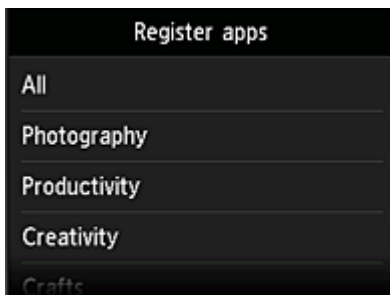 Register apps
All
Photography
Productivity
Creativity
Crafts